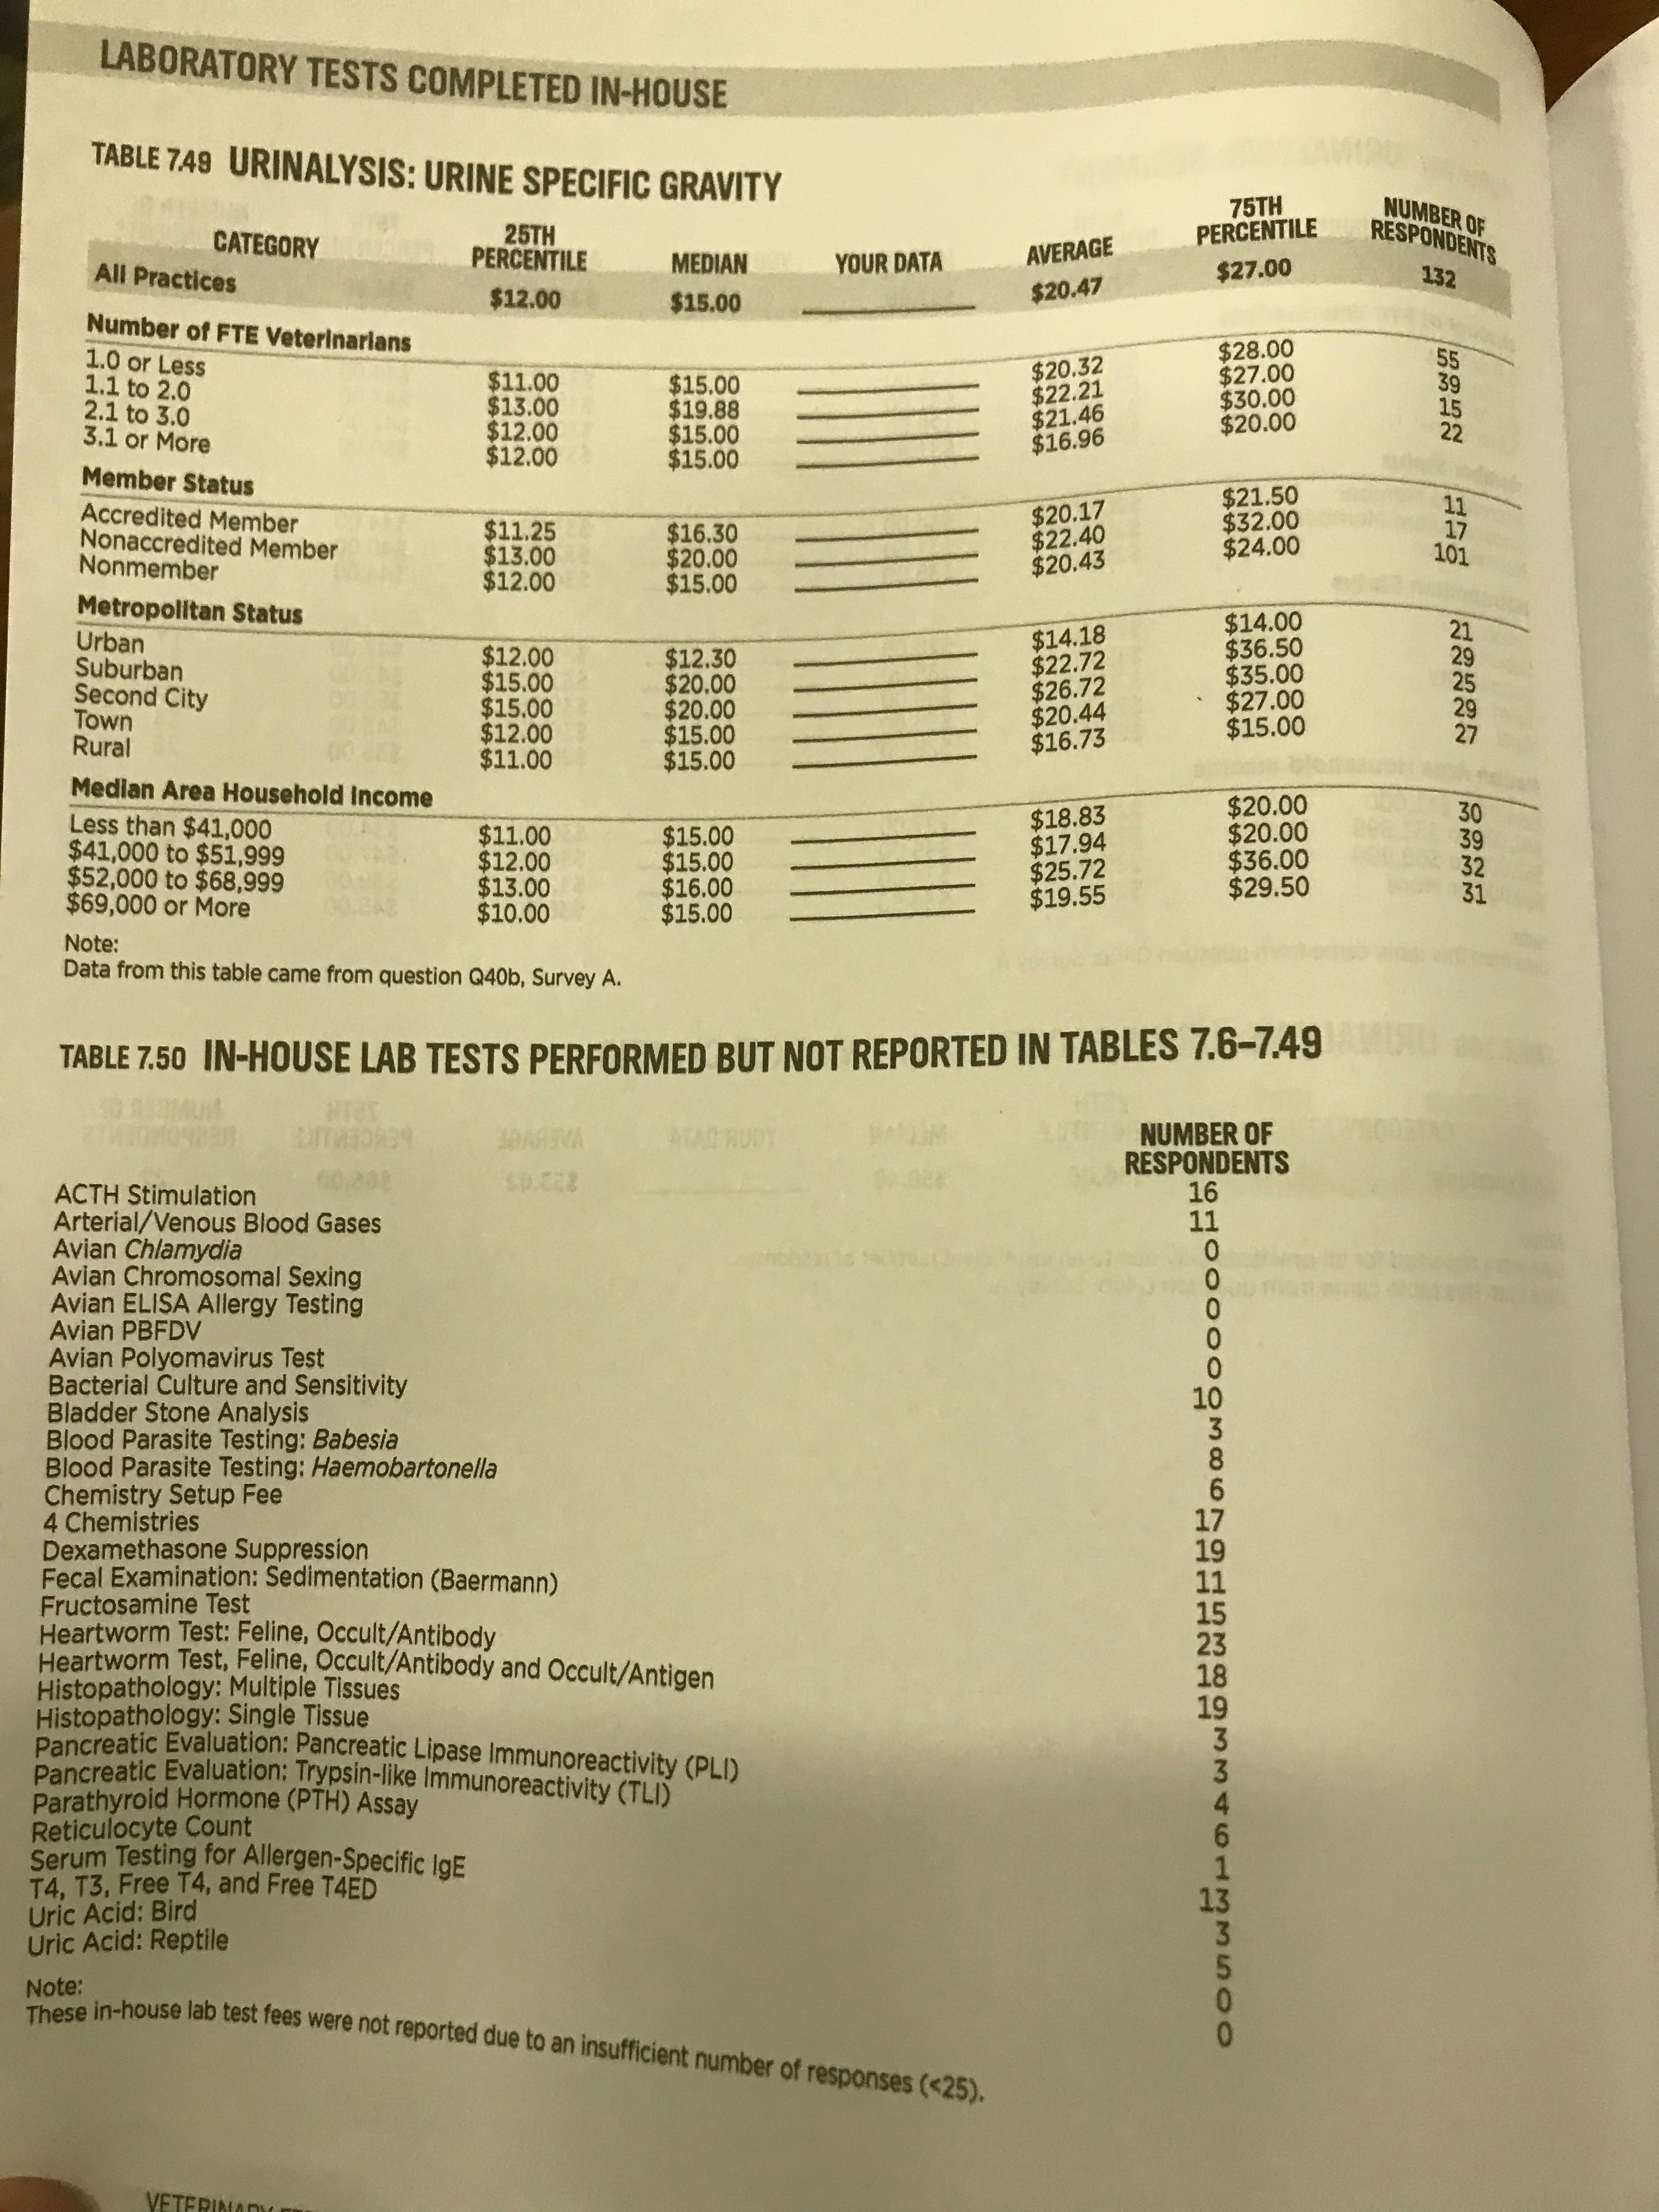 LABORATORY TESTS COMPLETED IN-HOUSE
TABLE 7.49 URINALYSIS: URINE SPECIFIC GRAVITY
CATEGORY 25TH PERCENTILE MEDIAN YOUR DATA AVERAGE 75TH PERCENTILE NUMBER OF RESPONDENTS
All Practices $12.00 $15.00 $20.47 $27.00 132
Number of FTE Veterinarians
1.0 or Less $11.00 $15.00 $20.32 $28.00 55
1.1 to 2.0 $13.00 $19.88 $22.21 $27.00 39
2.1 to 3.0 $12.00 $15.00 $21.46 $30.00 15
3.1 or More $12.00 $15.00 $16.96 $20.00 22
Member Status
Accredited Member $11.25 $16.30 $20.17 $21.50 11
Nonaccredited Member $13.00 $20.00 $22.40 $32.00 17
Nonmember $12.00 $15.00 $20.43 $24.00 101
Metropolitan Status
Urban $12.00 $12.30 $14.18 $14.00 21
Suburban $15.00 $20.00 $22.72 $36.50 29
Second City $15.00 $20.00 $26.72 $35.00 25
Town $12.00 $15.00 $20.44 $27.00 29
Rural $11.00 $15.00 $16.73 $15.00 27
Median Area Household Income
Less than $41,000 $11.00 $15.00 $18.83 $20.00 30
$41,000 to $51,999 $12.00 $15.00 $17.94 $20.00 39
$52,000 to $68,999 $13.00 $16.00 $25.72 $36.00 32
$69,000 or More $10.00 $15.00 $19.55 $29.50 31
Note:
Data from this table came from question Q40b, Survey A.
TABLE 7.50 IN-HOUSE LAB TESTS PERFORMED BUT NOT REPORTED IN TABLES 7.6–7.49
NUMBER OF RESPONDENTS
ACTH Stimulation 16
Arterial/Venous Blood Gases 11
Avian Chlamydia 0
Avian Chromosomal Sexing 0
Avian ELISA Allergy Testing 0
Avian PBFDV 0
Avian Polyomavirus Test 0
Bacterial Culture and Sensitivity 10
Bladder Stone Analysis 3
Blood Parasite Testing: Babesia 8
Blood Parasite Testing: Haemobartonella 6
Chemistry Setup Fee 17
4 Chemistries 19
Dexamethasone Suppression 11
Fecal Examination: Sedimentation (Baermann) 15
Fructosamine Test 23
Heartworm Test: Feline, Occult/Antibody 18
Heartworm Test, Feline, Occult/Antibody and Occult/Antigen 19
Histopathology: Multiple Tissues 3
Histopathology: Single Tissue 3
Pancreatic Evaluation: Pancreatic Lipase Immunoreactivity (PLI) 4
Pancreatic Evaluation: Trypsin-like Immunoreactivity (TLI) 6
Parathyroid Hormone (PTH) Assay 1
Reticulocyte Count 13
Serum Testing for Allergen-Specific IgE 3
T4, T3, Free T4, and Free T4ED 5
Uric Acid: Bird 0
Uric Acid: Reptile 0
Note:
These in-house lab test fees were not reported due to an insufficient number of responses (<25).
VETERINARY